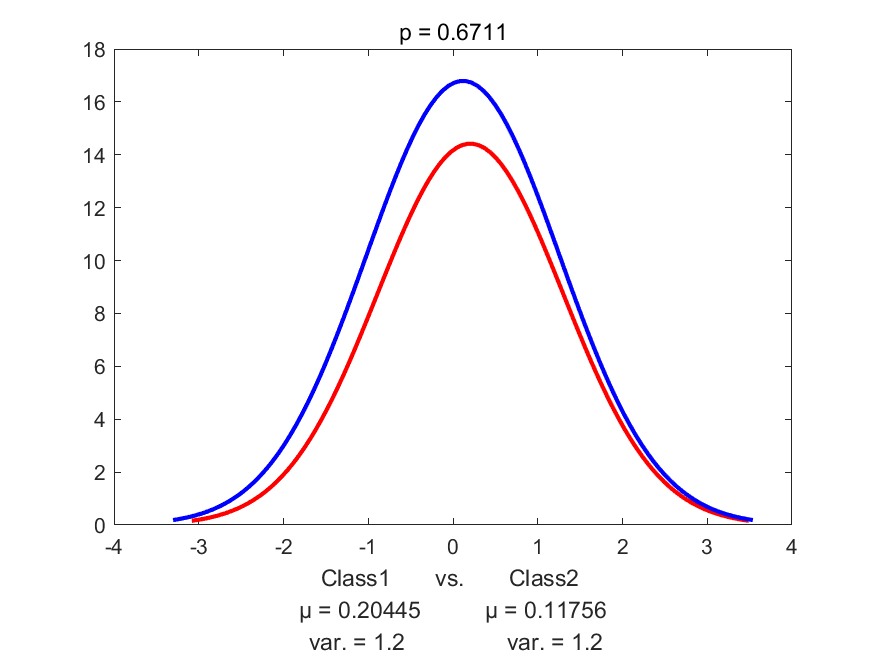 p = 0.6711
18
16
14
12
10
8
6
4
2
0
-4 -3 -2 -1 0 1 2 3 4
Class1 vs. Class2
μ = 0.20445 μ = 0.11756
var. = 1.2 var. = 1.2